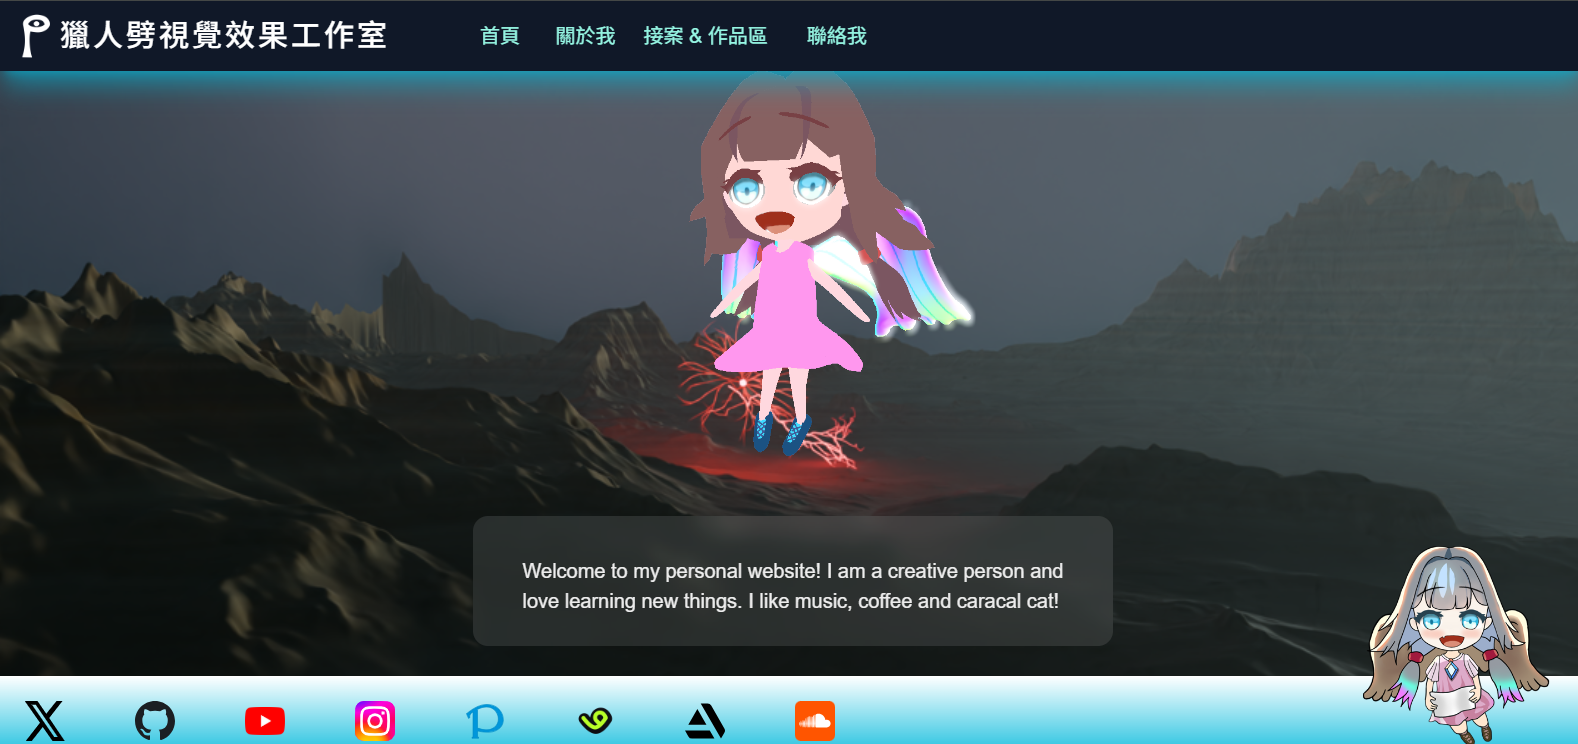 獵人劈視覺效果工作室
首頁 關於我 接案 & 作品區 聯絡我
Welcome to my personal website! I am a creative person and
love learning new things. I like music, coffee and caracal cat!